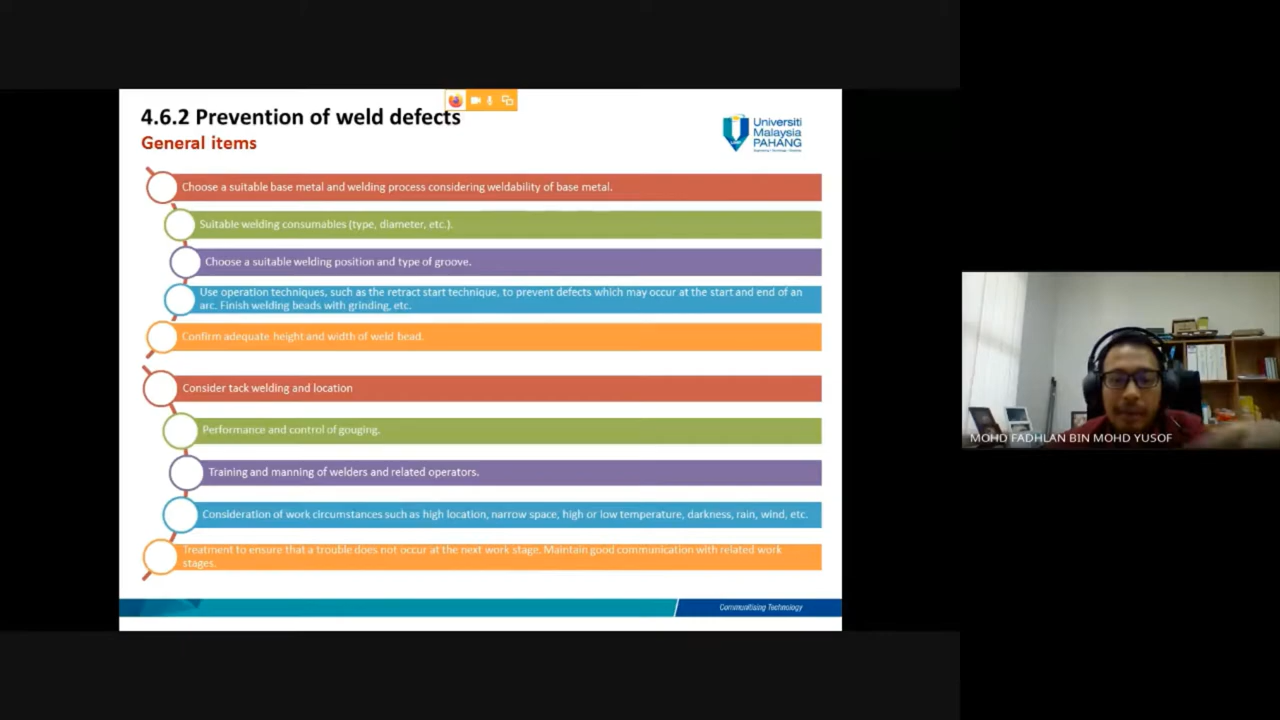 4.6.2 Prevention of weld defects
General items
Universiti
Malaysia
PAHANG
Choose a suitable base metal and welding process considering weldability of base metal.
Suitable welding consumables (type, diameter, etc.).
Choose a suitable welding position and type of groove.
Use operation techniques, such as the retract start technique, to prevent defects which may occur at the start and end of an
arc. Finish welding beads with grinding, etc.
Confirm adequate height and width of weld bead.
Consider tack welding and location
Performance and control of gouging.
Training and manning of welders and related operators.
Consideration of work circumstances such as high location, narrow space, high or low temperature, darkness, rain, wind, etc.
Treatment to ensure that a trouble does not occur at the next work stage. Maintain good communication with related work
stages.
Communitising Technology
MOHD FADHLAN BIN MOHD YUSOF